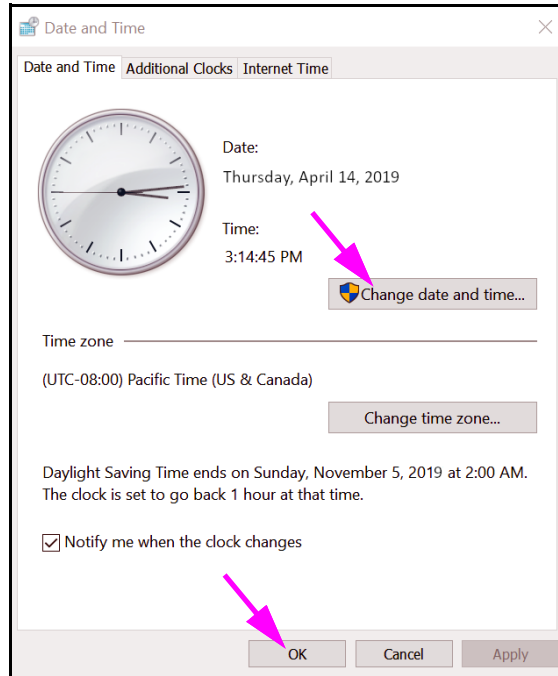 Date and Time
Date and Time Additional Clocks Internet Time
Date:
Thursday, April 14, 2019
Time:
3:14:45 PM
Change date and time...
Time zone
(UTC-08:00) Pacific Time (US & Canada)
Change time zone...
Daylight Saving Time ends on Sunday, November 5, 2019 at 2:00 AM.
The clock is set to go back 1 hour at that time.
Notify me when the clock changes
OK Cancel Apply